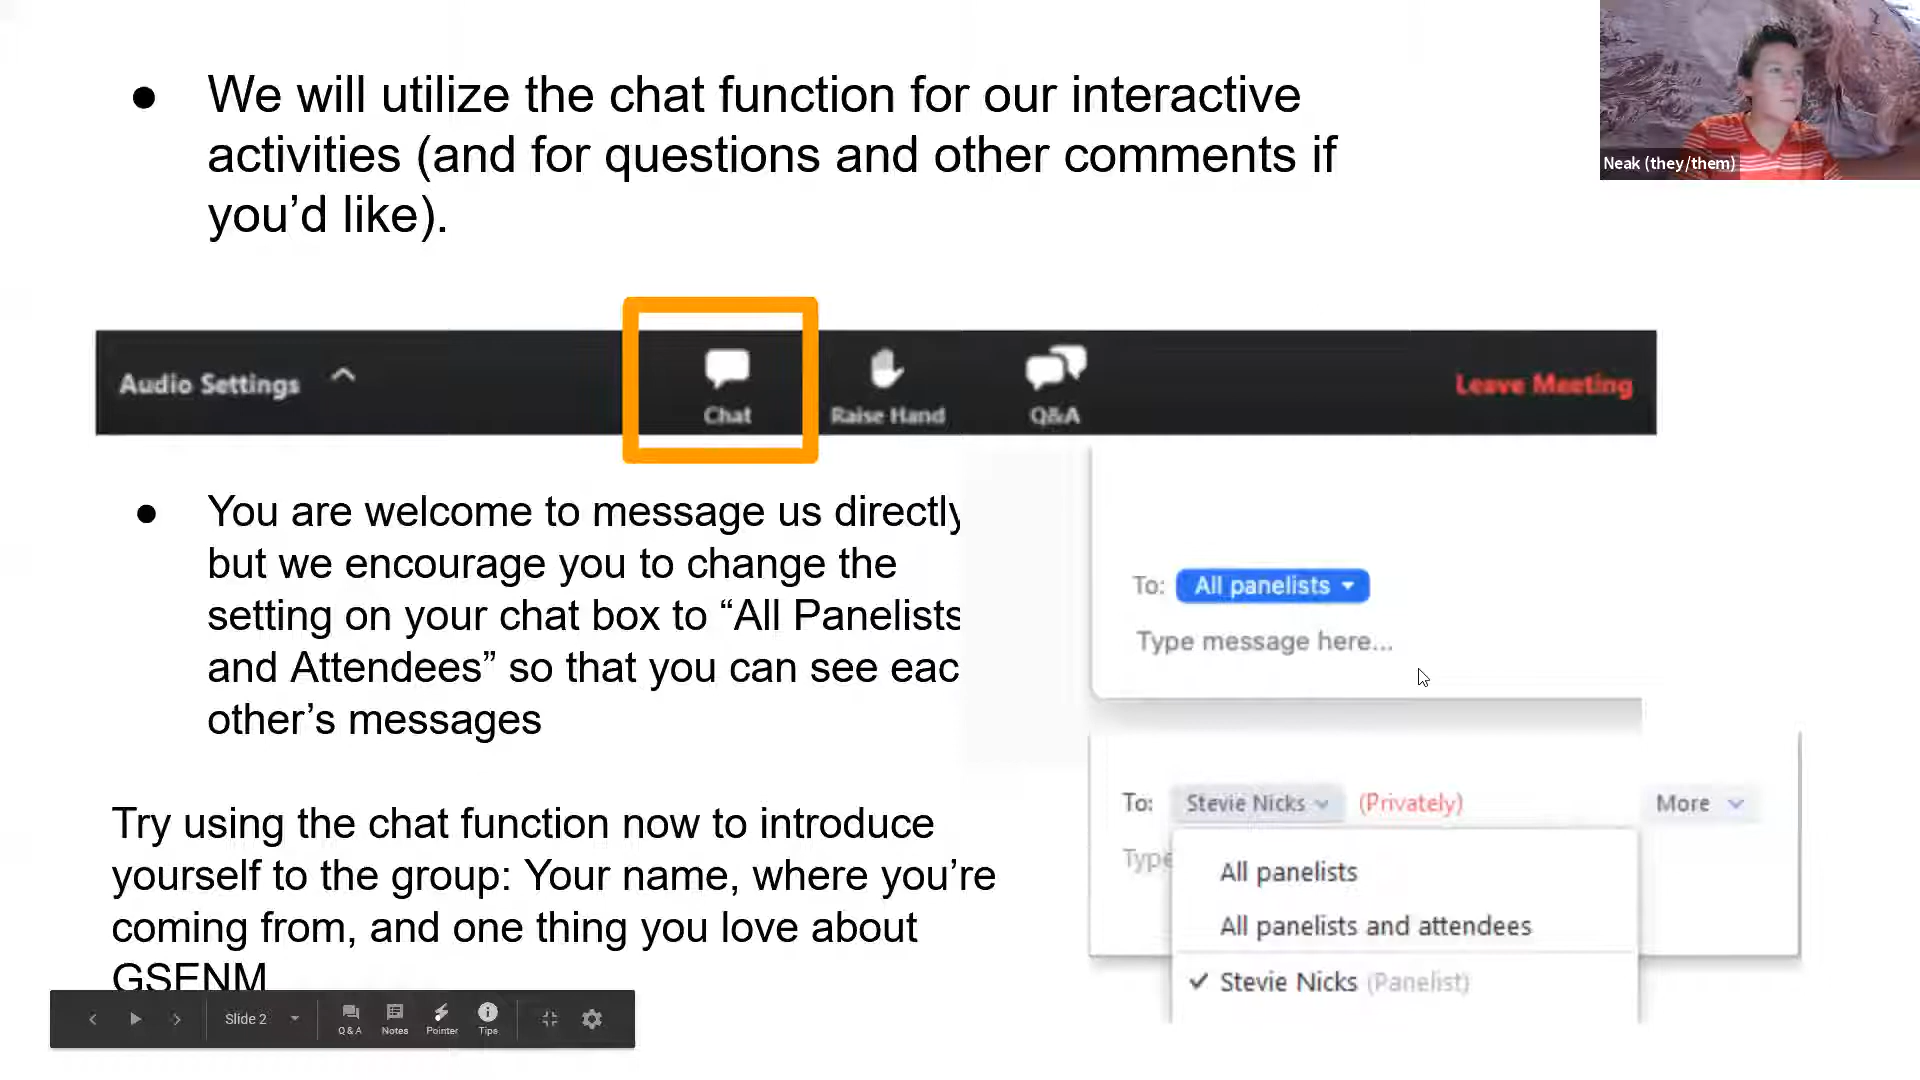 ● We will utilize the chat function for our interactive
activities (and for questions and other comments if
you’d like).
Neak (they/them)
Audio Settings
Chat
Raise Hand
Q&A
Leave Meeting
● You are welcome to message us directly
but we encourage you to change the
setting on your chat box to “All Panelists
and Attendees” so that you can see eac
other’s messages
To: All panelists
Type message here...
To: Stevie Nicks (Privately) More
Type
All panelists
All panelists and attendees
✓ Stevie Nicks (Panelist)
Try using the chat function now to introduce
yourself to the group: Your name, where you’re
coming from, and one thing you love about
GSENM
Slide 2
Q & A
Notes
Pointer
Tips